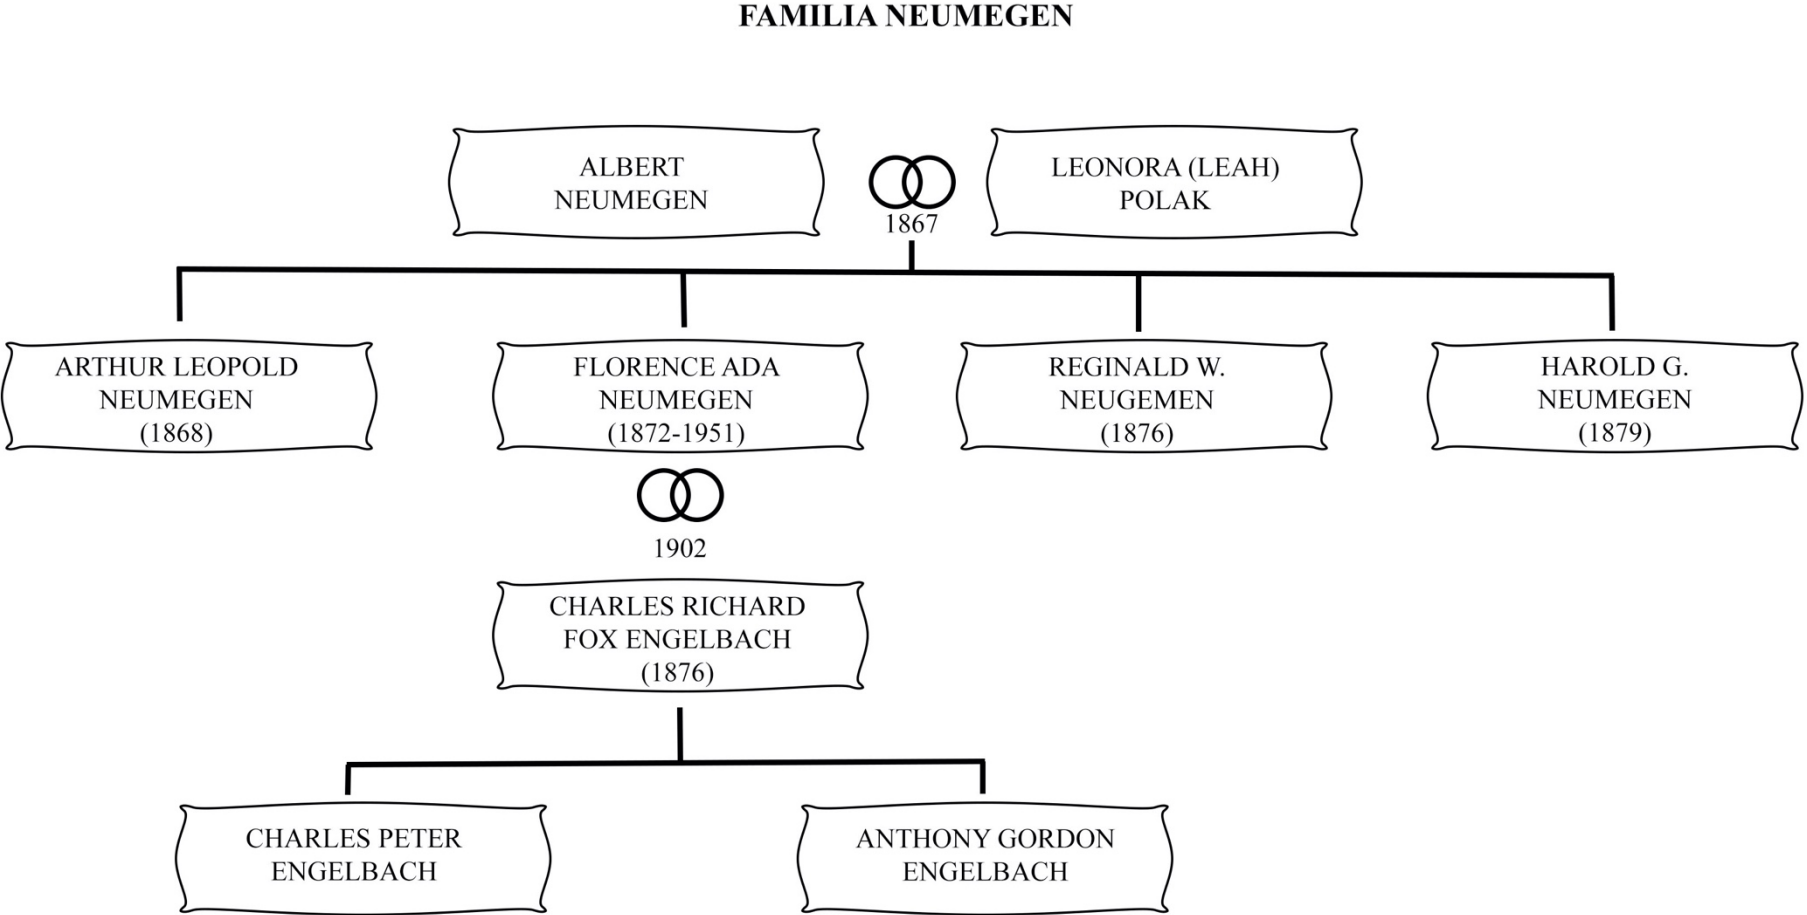 FAMILIA NEUMEGEN
ALBERT
NEUMEGEN
1867
LEONORA (LEAH)
POLAK
ARTHUR LEOPOLD
NEUMEGEN
(1868)
FLORENCE ADA
NEUMEGEN
(1872-1951)
REGINALD W.
NEUGEMEN
(1876)
HAROLD G.
NEUMEGEN
(1879)
1902
CHARLES RICHARD
FOX ENGELBACH
(1876)
CHARLES PETER
ENGELBACH
ANTHONY GORDON
ENGELBACH